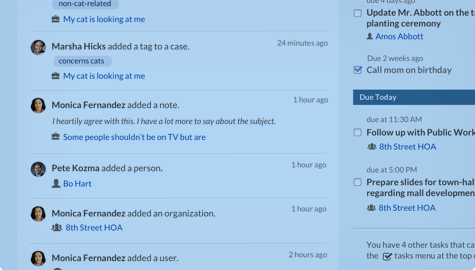 non-cat-related
My cat is looking at me
Marsha Hicks added a tag to a case.
24 minutes ago
concerns cats
My cat is looking at me
Monica Fernandez added a note.
1 hour ago
I heartily agree with this. I have a lot more to say about the subject.
Some people shouldn't be on TV but are
Pete Kozma added a person.
1 hour ago
Bo Hart
Monica Fernandez added an organization.
1 hour ago
8th Street HOA
Monica Fernandez added a user.
2 hours ago
due 4 days ago
Update Mr. Abbott on the t
planting ceremony
Amos Abbott
Due 2 weeks ago
Call mom on birthday
Due Today
due at 11:30 AM
Follow up with Public Work
8th Street HOA
due at 5:00 PM
Prepare slides for town-hal
regarding mall developmen
8th Street HOA
You have 4 other tasks that ca
the tasks menu at the top o